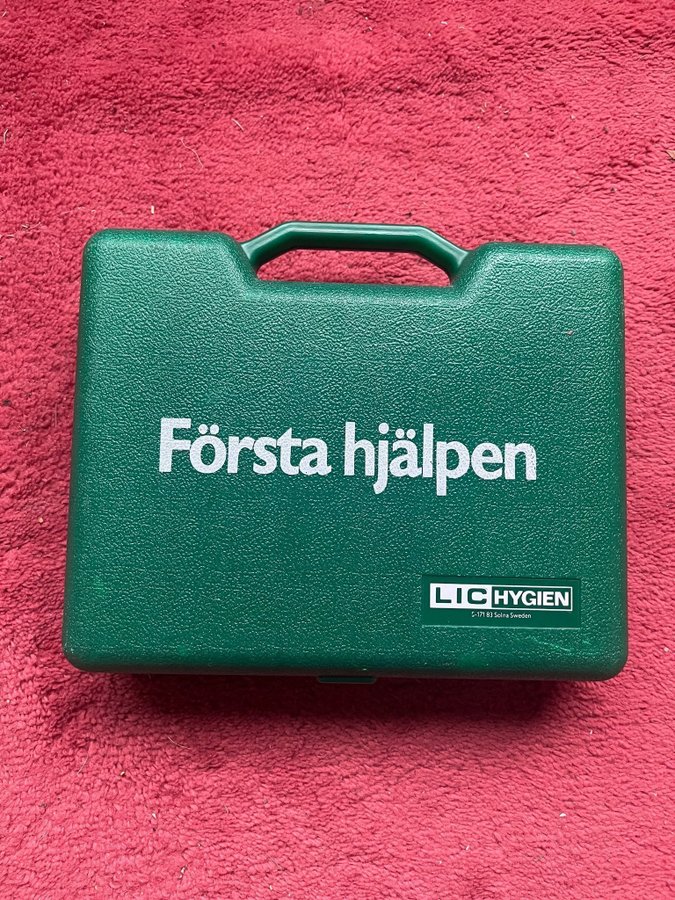 Första hjälpen
LIC HYGIEN
S-171 83 Solna Sweden